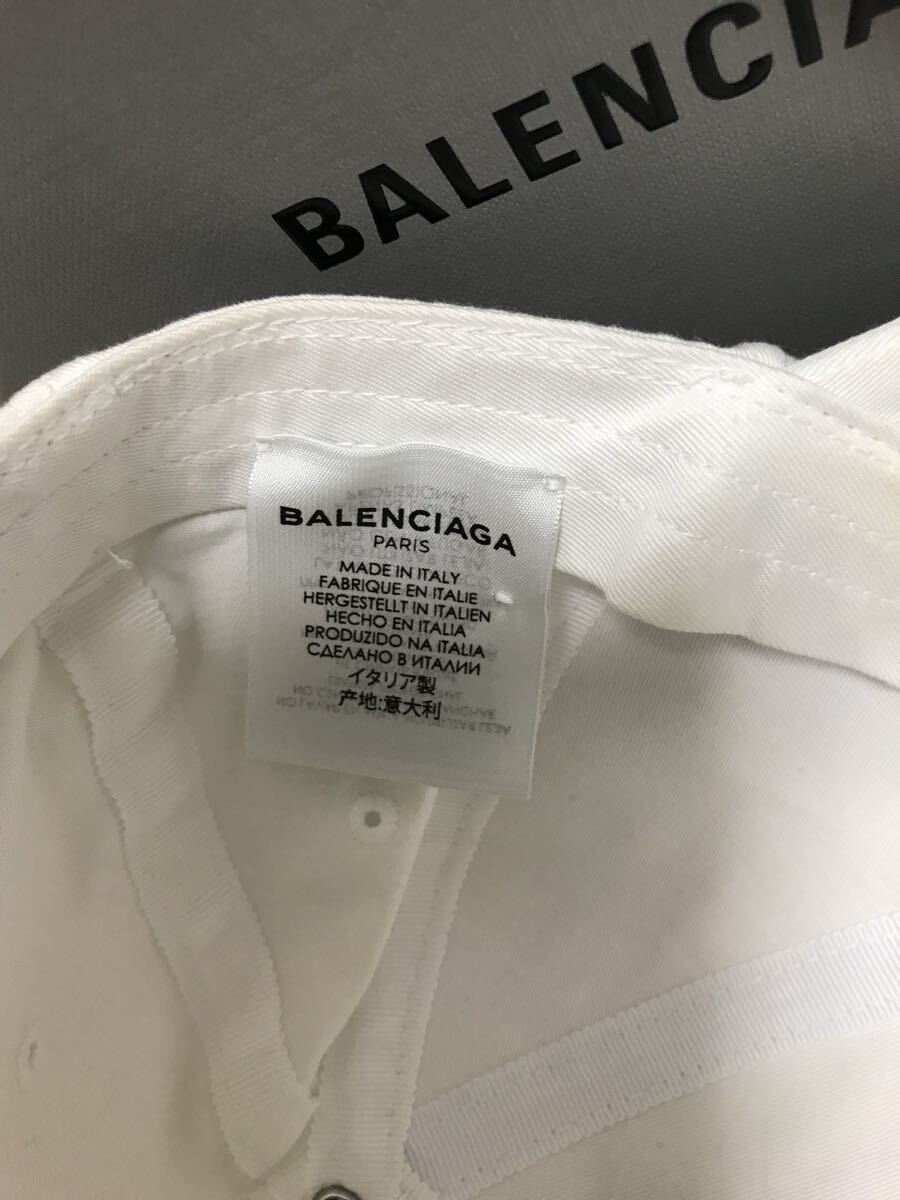 BALENCIA
BALENCIAGA
PARIS
MADE IN ITALY
FABRIQUE EN ITALIE
HERGESTELLT IN ITALIEN
HECHO EN ITALIA
PRODUZIDO NA ITALIA
СДЕЛАНО В ИТАЛИИ
イタリア製
产地:意大利